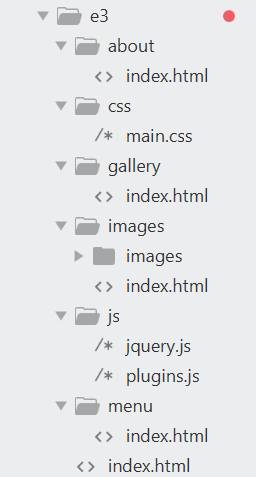 e3
about
<> index.html
css
/* main.css
gallery
<> index.html
images
images
<> index.html
js
/* jquery.js
/* plugins.js
menu
<> index.html
<> index.html